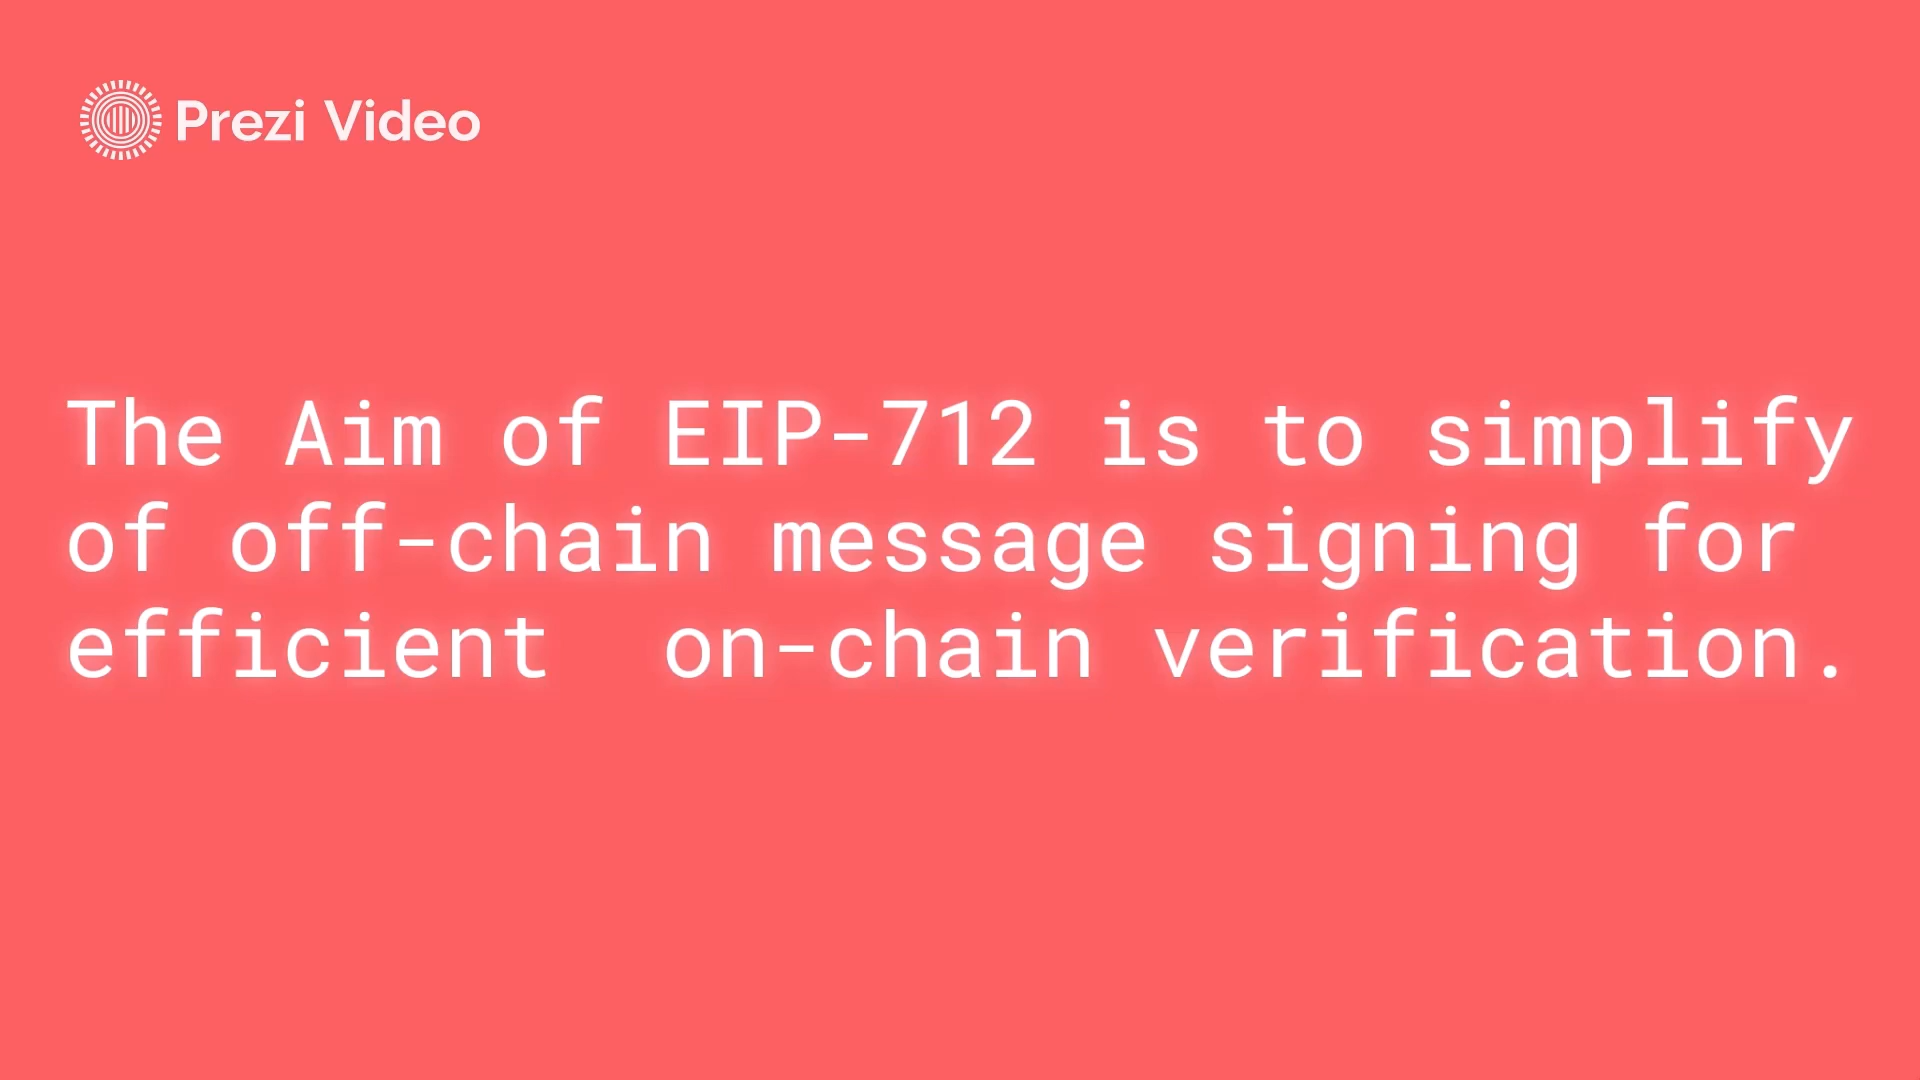 Prezi Video
The Aim of EIP-712 is to simplify
of off-chain message signing for
efficient  on-chain verification.